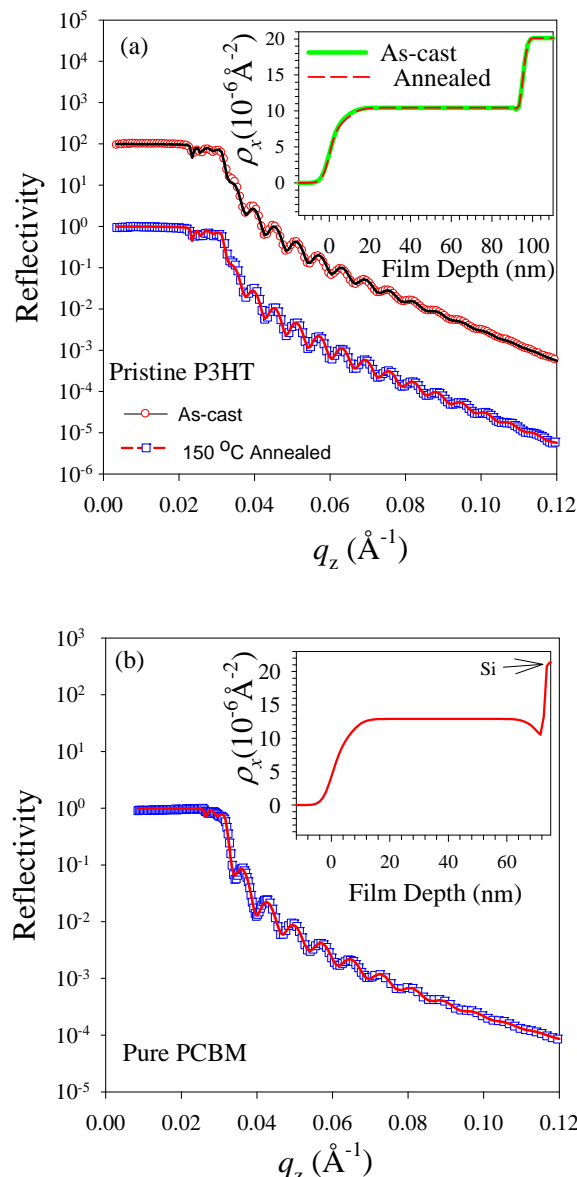 (a)
As-cast
Annealed
ρx(10-6Å-2)
20
15
10
5
0
0 20 40 60 80 100
Film Depth (nm)
Reflectivity
10^5
10^4
10^3
10^2
10^1
10^0
10^-1
10^-2
10^-3
10^-4
10^-5
10^-6
Pristine P3HT
As-cast
150 °C Annealed
0.00 0.02 0.04 0.06 0.08 0.10 0.12
qz (Å-1)
(b)
Si
ρx(10-6Å-2)
20
15
10
5
0
0 20 40 60
Film Depth (nm)
Reflectivity
10^3
10^2
10^1
10^0
10^-1
10^-2
10^-3
10^-4
10^-5
Pure PCBM
0.00 0.02 0.04 0.06 0.08 0.10 0.12
qz (Å-1)